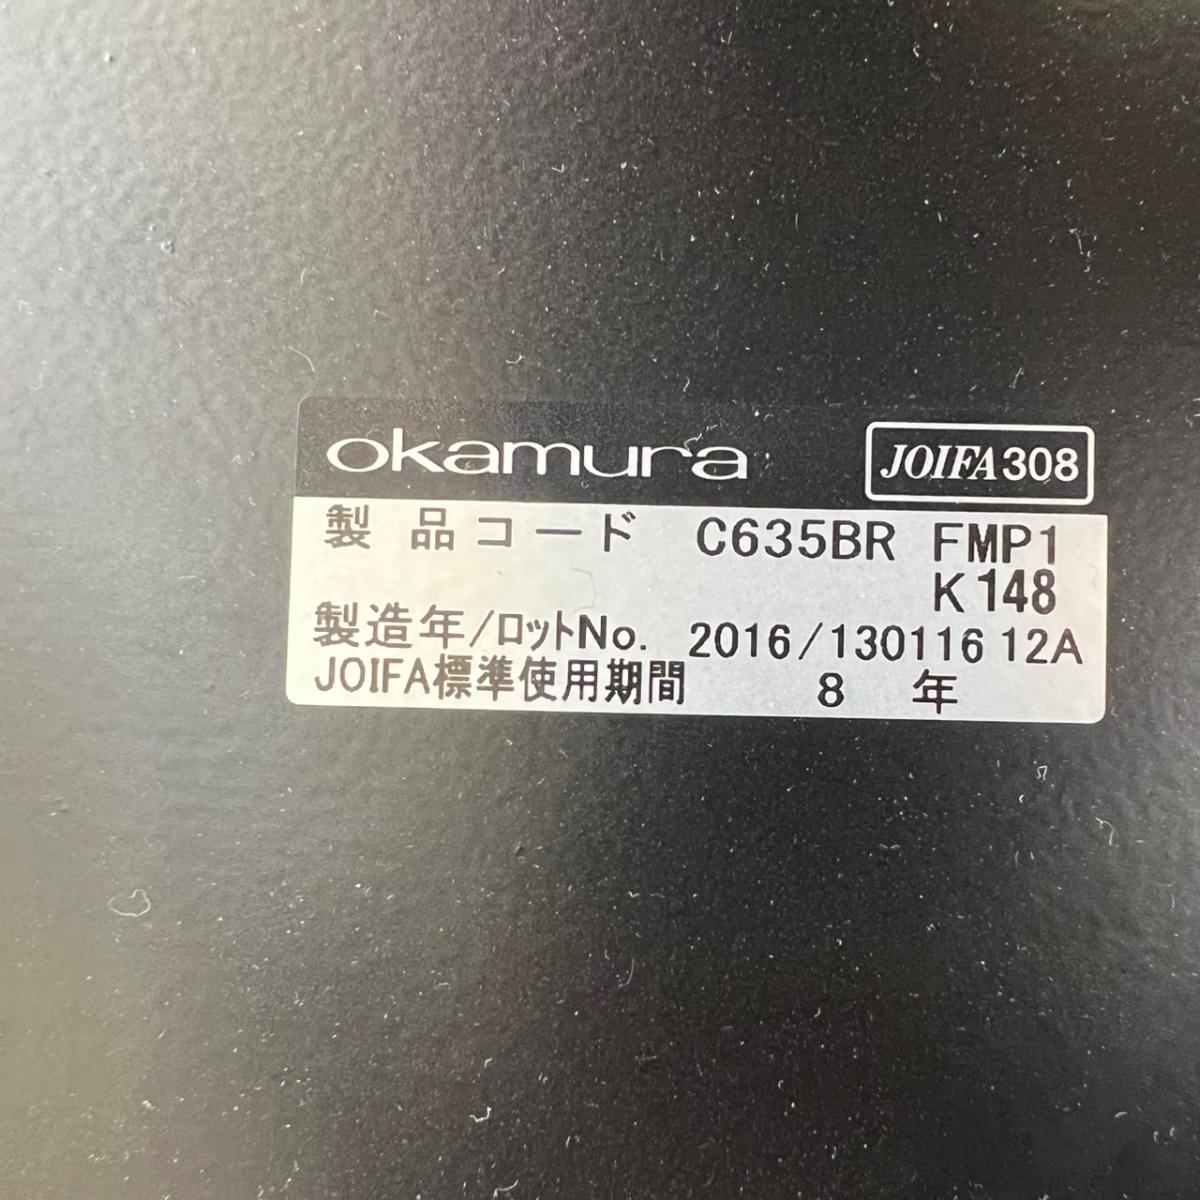 okamura JOIFA308
製品コード C635BR FMP1
K148
製造年/ロットNo. 2016/130116 12A
JOIFA標準使用期間 8 年